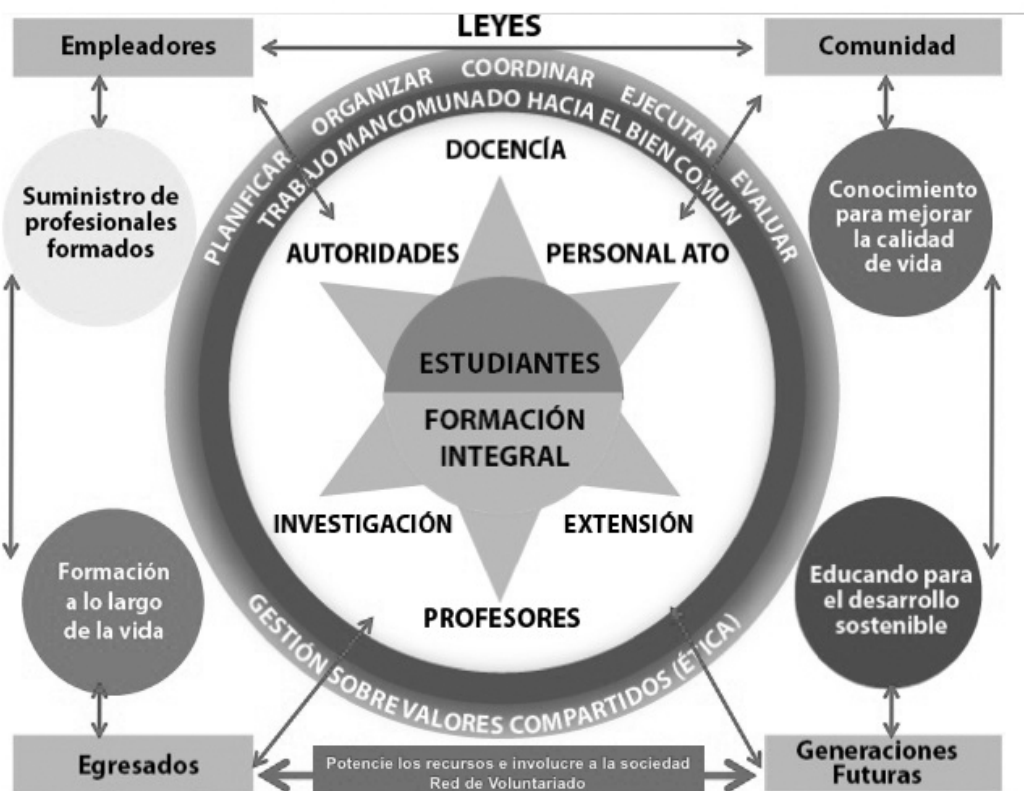 LEYES
Empleadores
Comunidad
PLANIFICAR ORGANIZAR COORDINAR EJECUTAR EVALUAR
TRABAJO MANCOMUNADO HACIA EL BIEN COMUN
DOCENCÍA
Suministro de
profesionales
formados
Conocimiento
para mejorar
la calidad
de vida
AUTORIDADES
PERSONAL ATO
ESTUDIANTES
FORMACIÓN
INTEGRAL
INVESTIGACIÓN
EXTENSIÓN
Formación
a lo largo
de la vida
Educando para
el desarrollo
sostenible
PROFESORES
GESTIÓN SOBRE VALORES COMPARTIDOS (ÉTICA)
Egresados
Potencie los recursos e involucre a la sociedad
Red de Voluntariado
Generaciones
Futuras